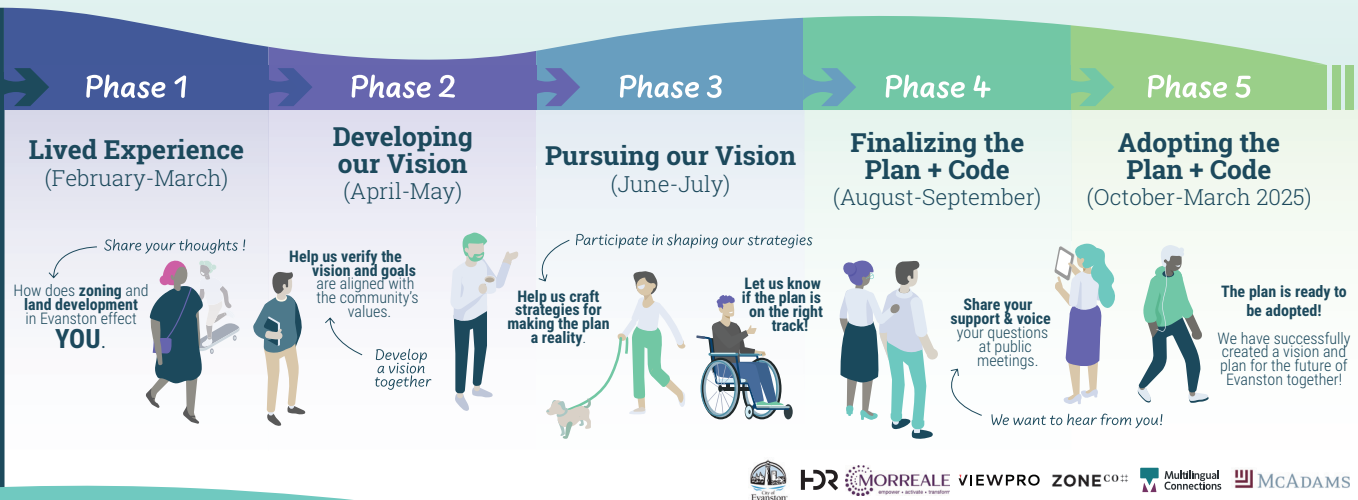 Phase 1
Phase 2
Phase 3
Phase 4
Phase 5
Lived Experience
(February-March)
Developing
our Vision
(April-May)
Pursuing our Vision
(June-July)
Finalizing the
Plan + Code
(August-September)
Adopting the
Plan + Code
(October-March 2025)
Share your thoughts !
How does zoning and
land development
in Evanston effect
YOU.
Help us verify the
vision and goals
are aligned with
the community's
values.
Develop
a vision
together
Participate in shaping our strategies
Help us craft
strategies for
making the plan
a reality.
Let us know
if the plan is
on the right
track!
Share your
support & voice
your questions
at public
meetings.
We want to hear from you!
The plan is ready to
be adopted!
We have successfully
created a vision and
plan for the future of
Evanston together!
City of
Evanston
HDR
MORREALE
empower • activate • transform
VIEWPRO
ZONECO
Multilingual
Connections
MCADAMS